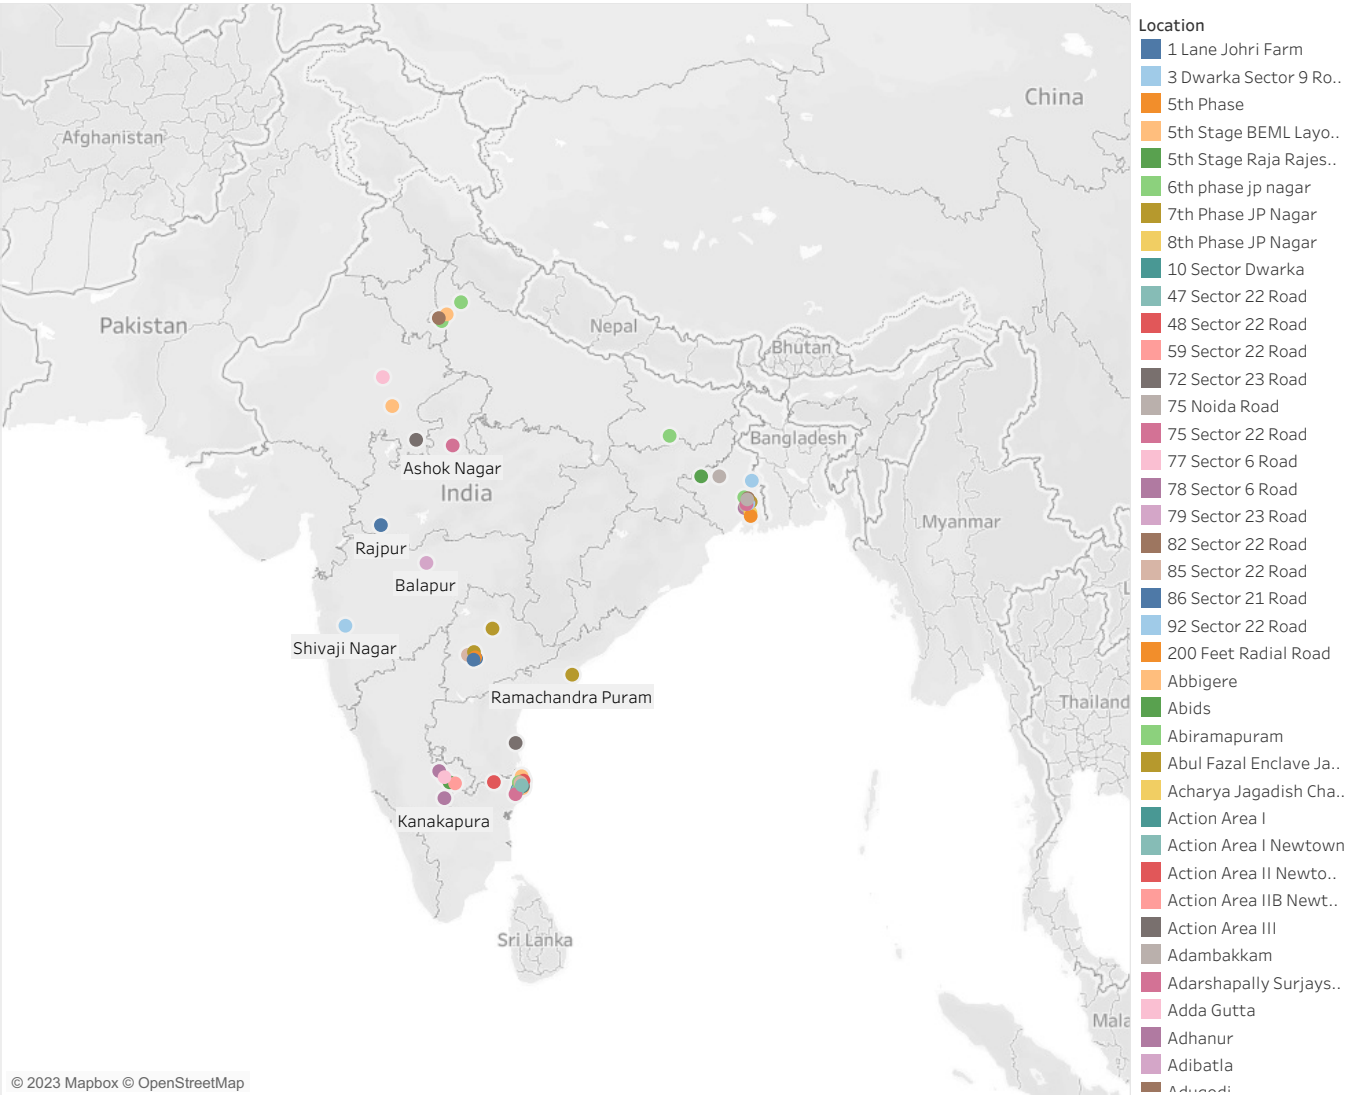 Afghanistan
China
Pakistan
Nepal
Bhutan
Bangladesh
Ashok Nagar
India
Myanmar
Rajpur
Balapur
Shivaji Nagar
Ramachandra Puram
Thailand
Kanakapura
Sri Lanka
Mala
© 2023 Mapbox © OpenStreetMap
Location
1 Lane Johri Farm
3 Dwarka Sector 9 Ro..
5th Phase
5th Stage BEML Layo..
5th Stage Raja Rajes..
6th phase jp nagar
7th Phase JP Nagar
8th Phase JP Nagar
10 Sector Dwarka
47 Sector 22 Road
48 Sector 22 Road
59 Sector 22 Road
72 Sector 23 Road
75 Noida Road
75 Sector 22 Road
77 Sector 6 Road
78 Sector 6 Road
79 Sector 23 Road
82 Sector 22 Road
85 Sector 22 Road
86 Sector 21 Road
92 Sector 22 Road
200 Feet Radial Road
Abbigere
Abids
Abiramapuram
Abul Fazal Enclave Ja..
Acharya Jagadish Cha..
Action Area I
Action Area I Newtown
Action Area II Newto..
Action Area IIB Newt..
Action Area III
Adambakkam
Adarshapally Surjays..
Adda Gutta
Adhanur
Adibatla